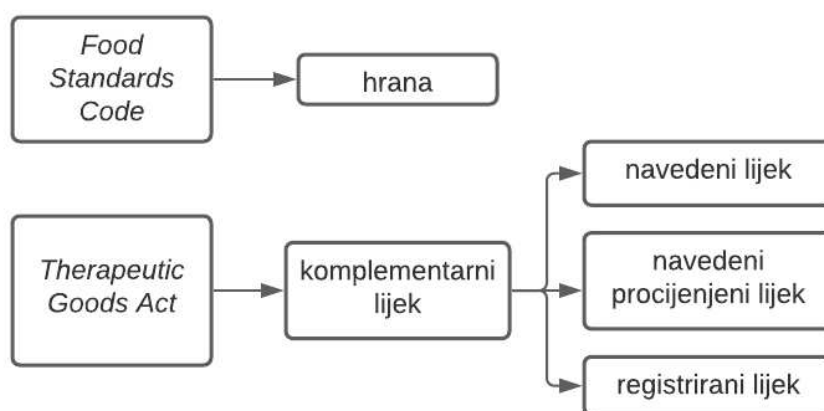 Food
Standards
Code
hrana
Therapeutic
Goods Act
komplementarni
lijek
navedeni lijek
navedeni
procijenjeni lijek
registrirani lijek